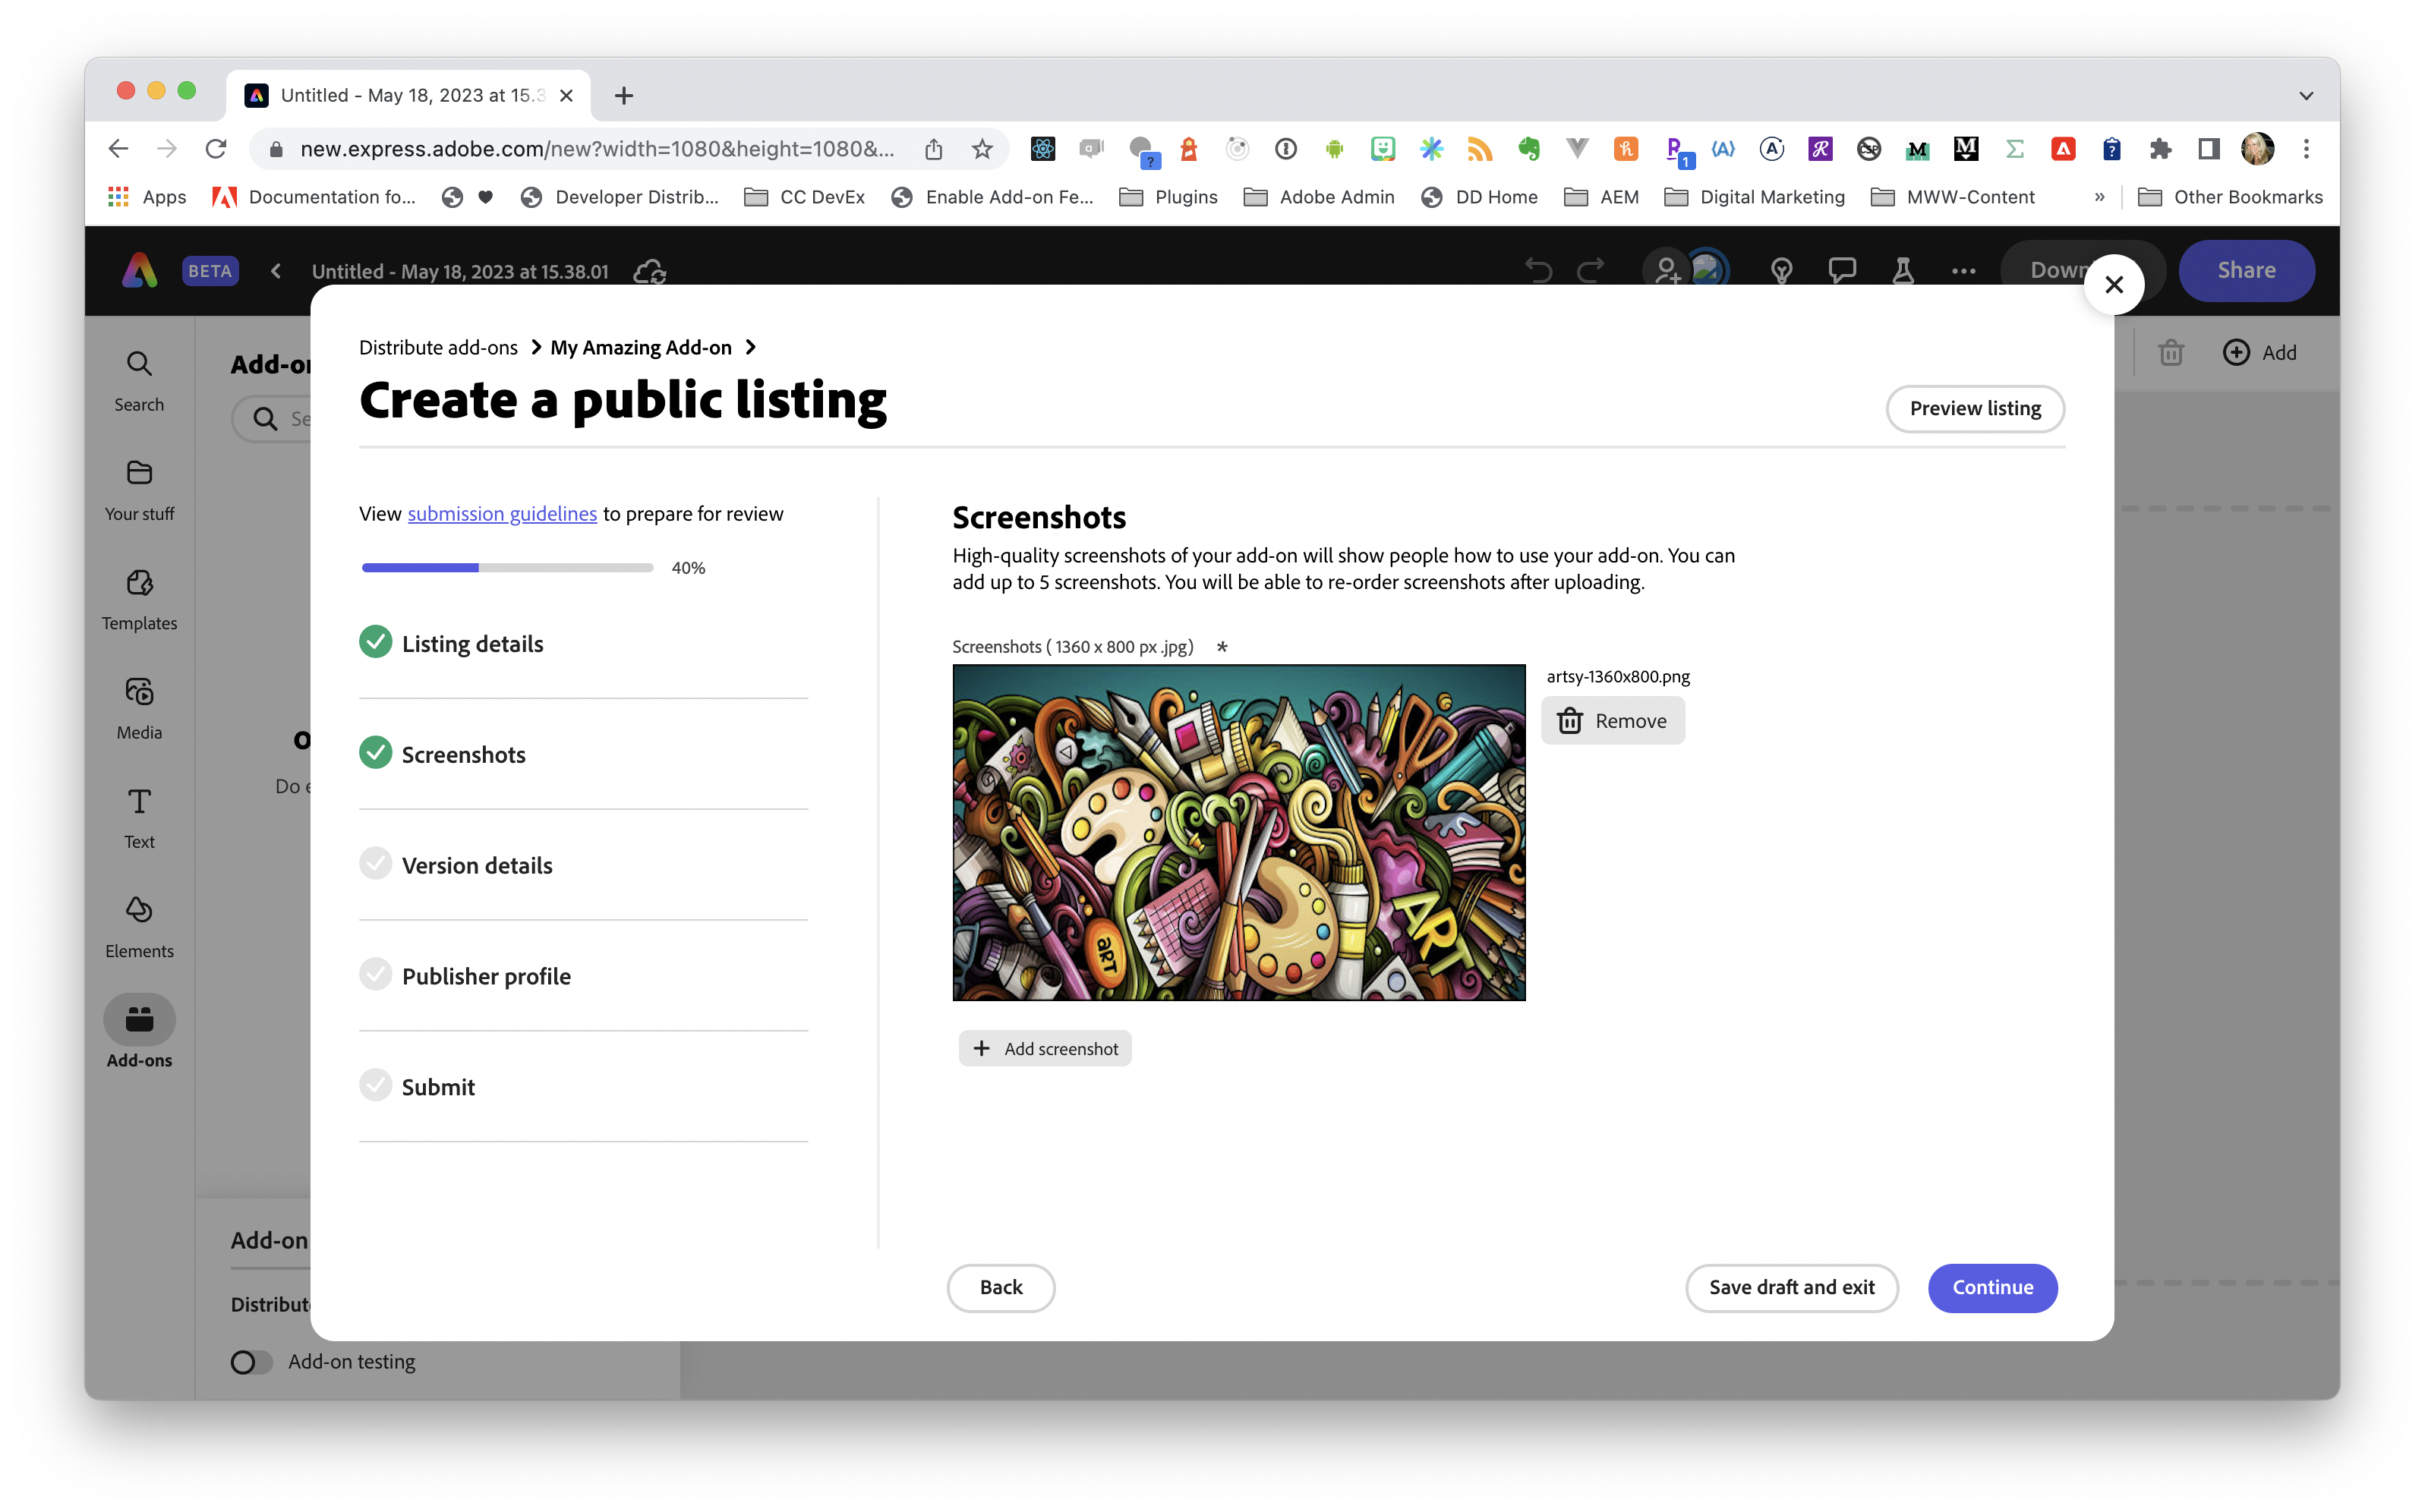 Untitled - May 18, 2023 at 15.3
new.express.adobe.com/new?width=1080&height=1080&...
Apps
Documentation fo...
Developer Distrib...
CC DevEx
Enable Add-on Fe...
Plugins
Adobe Admin
DD Home
AEM
Digital Marketing
MWW-Content
»
Other Bookmarks
BETA
Untitled - May 18, 2023 at 15.38.01
Share
Search
Your stuff
Templates
Media
Text
Elements
Add-ons
Add
Distribute add-ons > My Amazing Add-on >
Create a public listing
Preview listing
View submission guidelines to prepare for review
40%
Listing details
Screenshots
Version details
Publisher profile
Submit
Screenshots
High-quality screenshots of your add-on will show people how to use your add-on. You can
add up to 5 screenshots. You will be able to re-order screenshots after uploading.
Screenshots ( 1360 x 800 px .jpg) *
artsy-1360x800.png
Remove
ART
ART
+ Add screenshot
Back
Save draft and exit
Continue
Add-on
Add-on testing